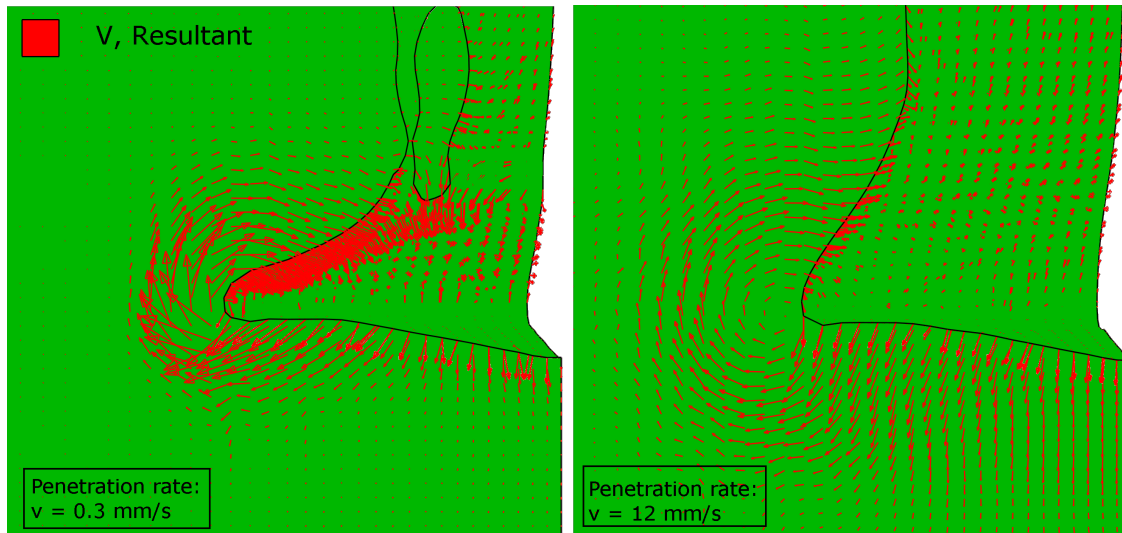 V, Resultant
Penetration rate:
v = 0.3 mm/s
Penetration rate:
v = 12 mm/s